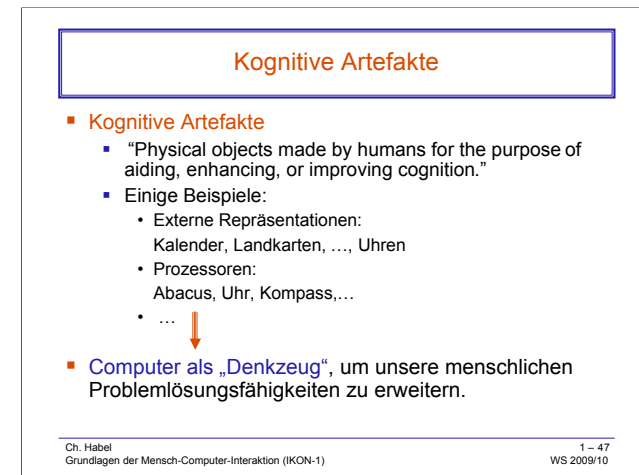 Kognitive Artefakte
Kognitive Artefakte
“Physical objects made by humans for the purpose of
aiding, enhancing, or improving cognition.”
Einige Beispiele:
• Externe Repräsentationen:
Kalender, Landkarten, …, Uhren
• Prozessoren:
Abacus, Uhr, Kompass,…
• …
Computer als „Denkzeug“, um unsere menschlichen
Problemlösungsfähigkeiten zu erweitern.
Ch. Habel 1 – 47
Grundlagen der Mensch-Computer-Interaktion (IKON-1) WS 2009/10